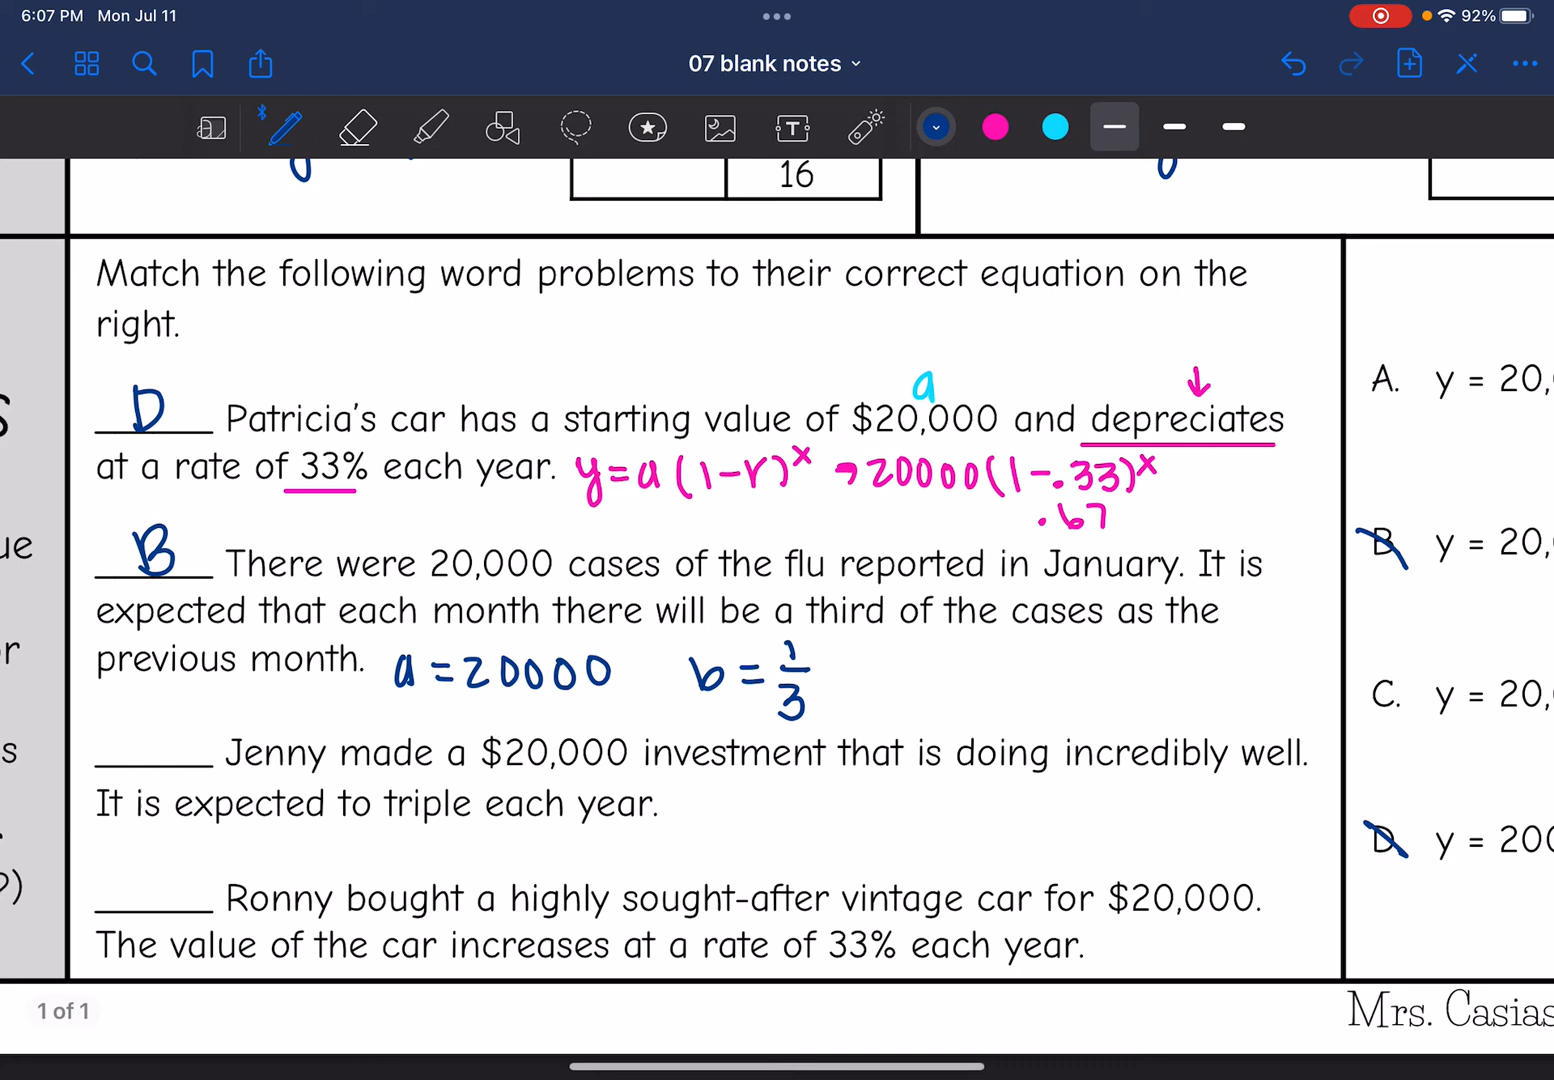 6:07 PM Mon Jul 11
92%
07 blank notes
T
16
Match the following word problems to their correct equation on the
right.
a
D Patricia's car has a starting value of $20,000 and depreciates
at a rate of 33% each year. y=a(1-r)^x →20000(1-.33)^x
.67
B There were 20,000 cases of the flu reported in January. It is
expected that each month there will be a third of the cases as the
previous month. a=20000 b=1/3
______ Jenny made a $20,000 investment that is doing incredibly well.
It is expected to triple each year.
______ Ronny bought a highly sought-after vintage car for $20,000.
The value of the car increases at a rate of 33% each year.
A. y = 20,
B. y = 20,
C. y = 20,
D. y = 200
1 of 1
Mrs. Casias